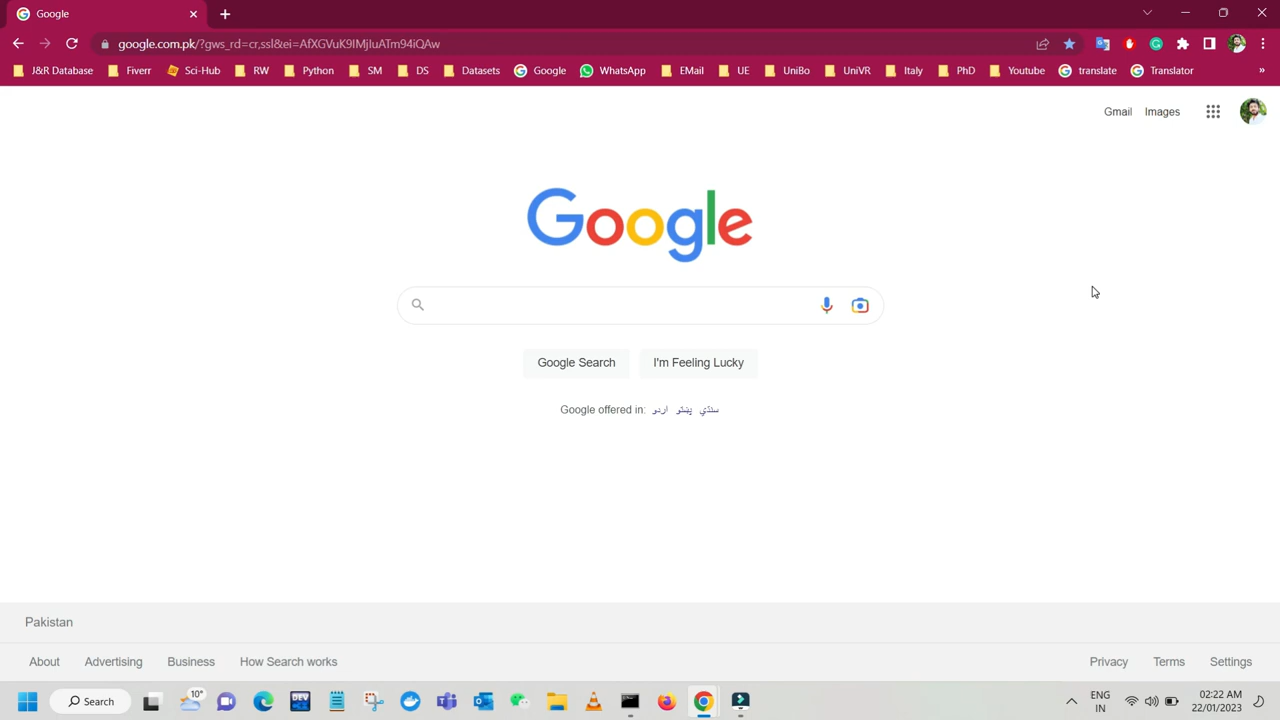 Google
google.com.pk/?gws_rd=cr,ssl&ei=AfXGVuK9IMjIuATm94iQAw
J&R Database Fiverr Sci-Hub RW Python SM DS Datasets Google WhatsApp EMail UE UniBo UniVR Italy PhD Youtube translate Translator »
Gmail Images
Google
Google Search I'm Feeling Lucky
Google offered in: اردو پښتو سنڌي
Pakistan
About Advertising Business How Search works Privacy Terms Settings
10° Search DEV ENG 02:22 AM
IN 22/01/2023